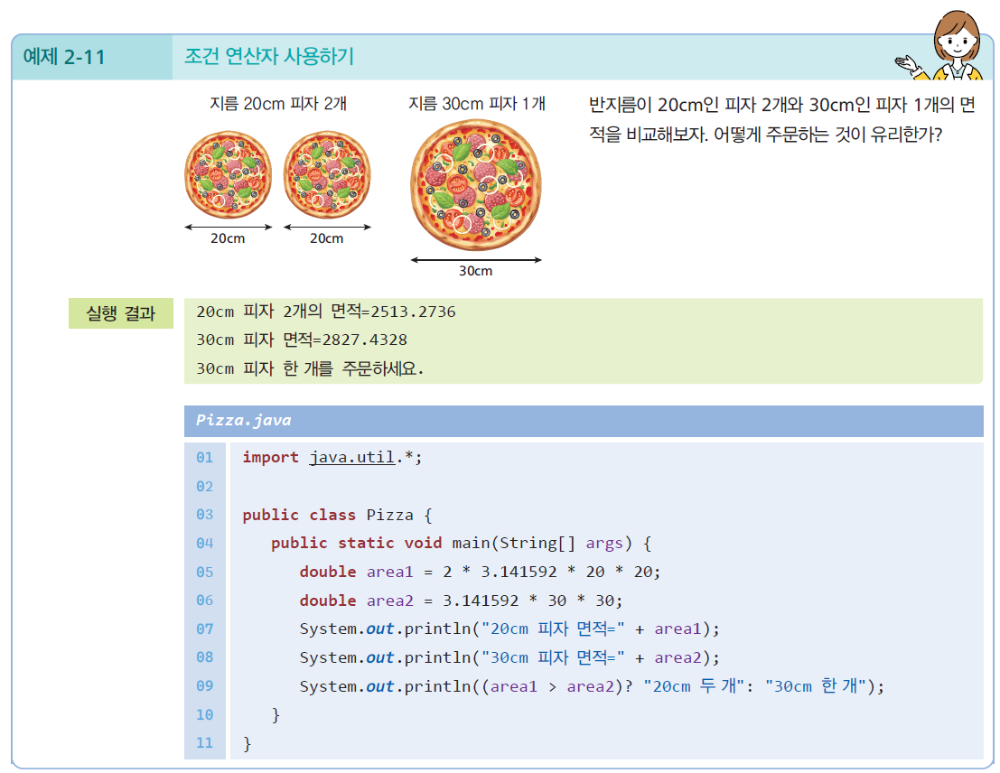 예제 2-11
조건 연산자 사용하기
지름 20cm 피자 2개
지름 30cm 피자 1개
20cm
20cm
30cm
반지름이 20cm인 피자 2개와 30cm인 피자 1개의 면
적을 비교해보자. 어떻게 주문하는 것이 유리한가?
실행 결과
20cm 피자 2개의 면적=2513.2736
30cm 피자 면적=2827.4328
30cm 피자 한 개를 주문하세요.
Pizza.java
01 import java.util.*;
02
03 public class Pizza {
04 public static void main(String[] args) {
05 double area1 = 2 * 3.141592 * 20 * 20;
06 double area2 = 3.141592 * 30 * 30;
07 System.out.println("20cm 피자 면적=" + area1);
08 System.out.println("30cm 피자 면적=" + area2);
09 System.out.println((area1 > area2)? "20cm 두 개": "30cm 한 개");
10 }
11 }